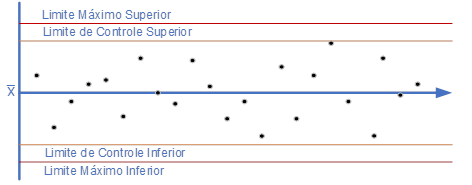 Limite Máximo Superior
Limite de Controle Superior
X̅
Limite de Controle Inferior
Limite Máximo Inferior